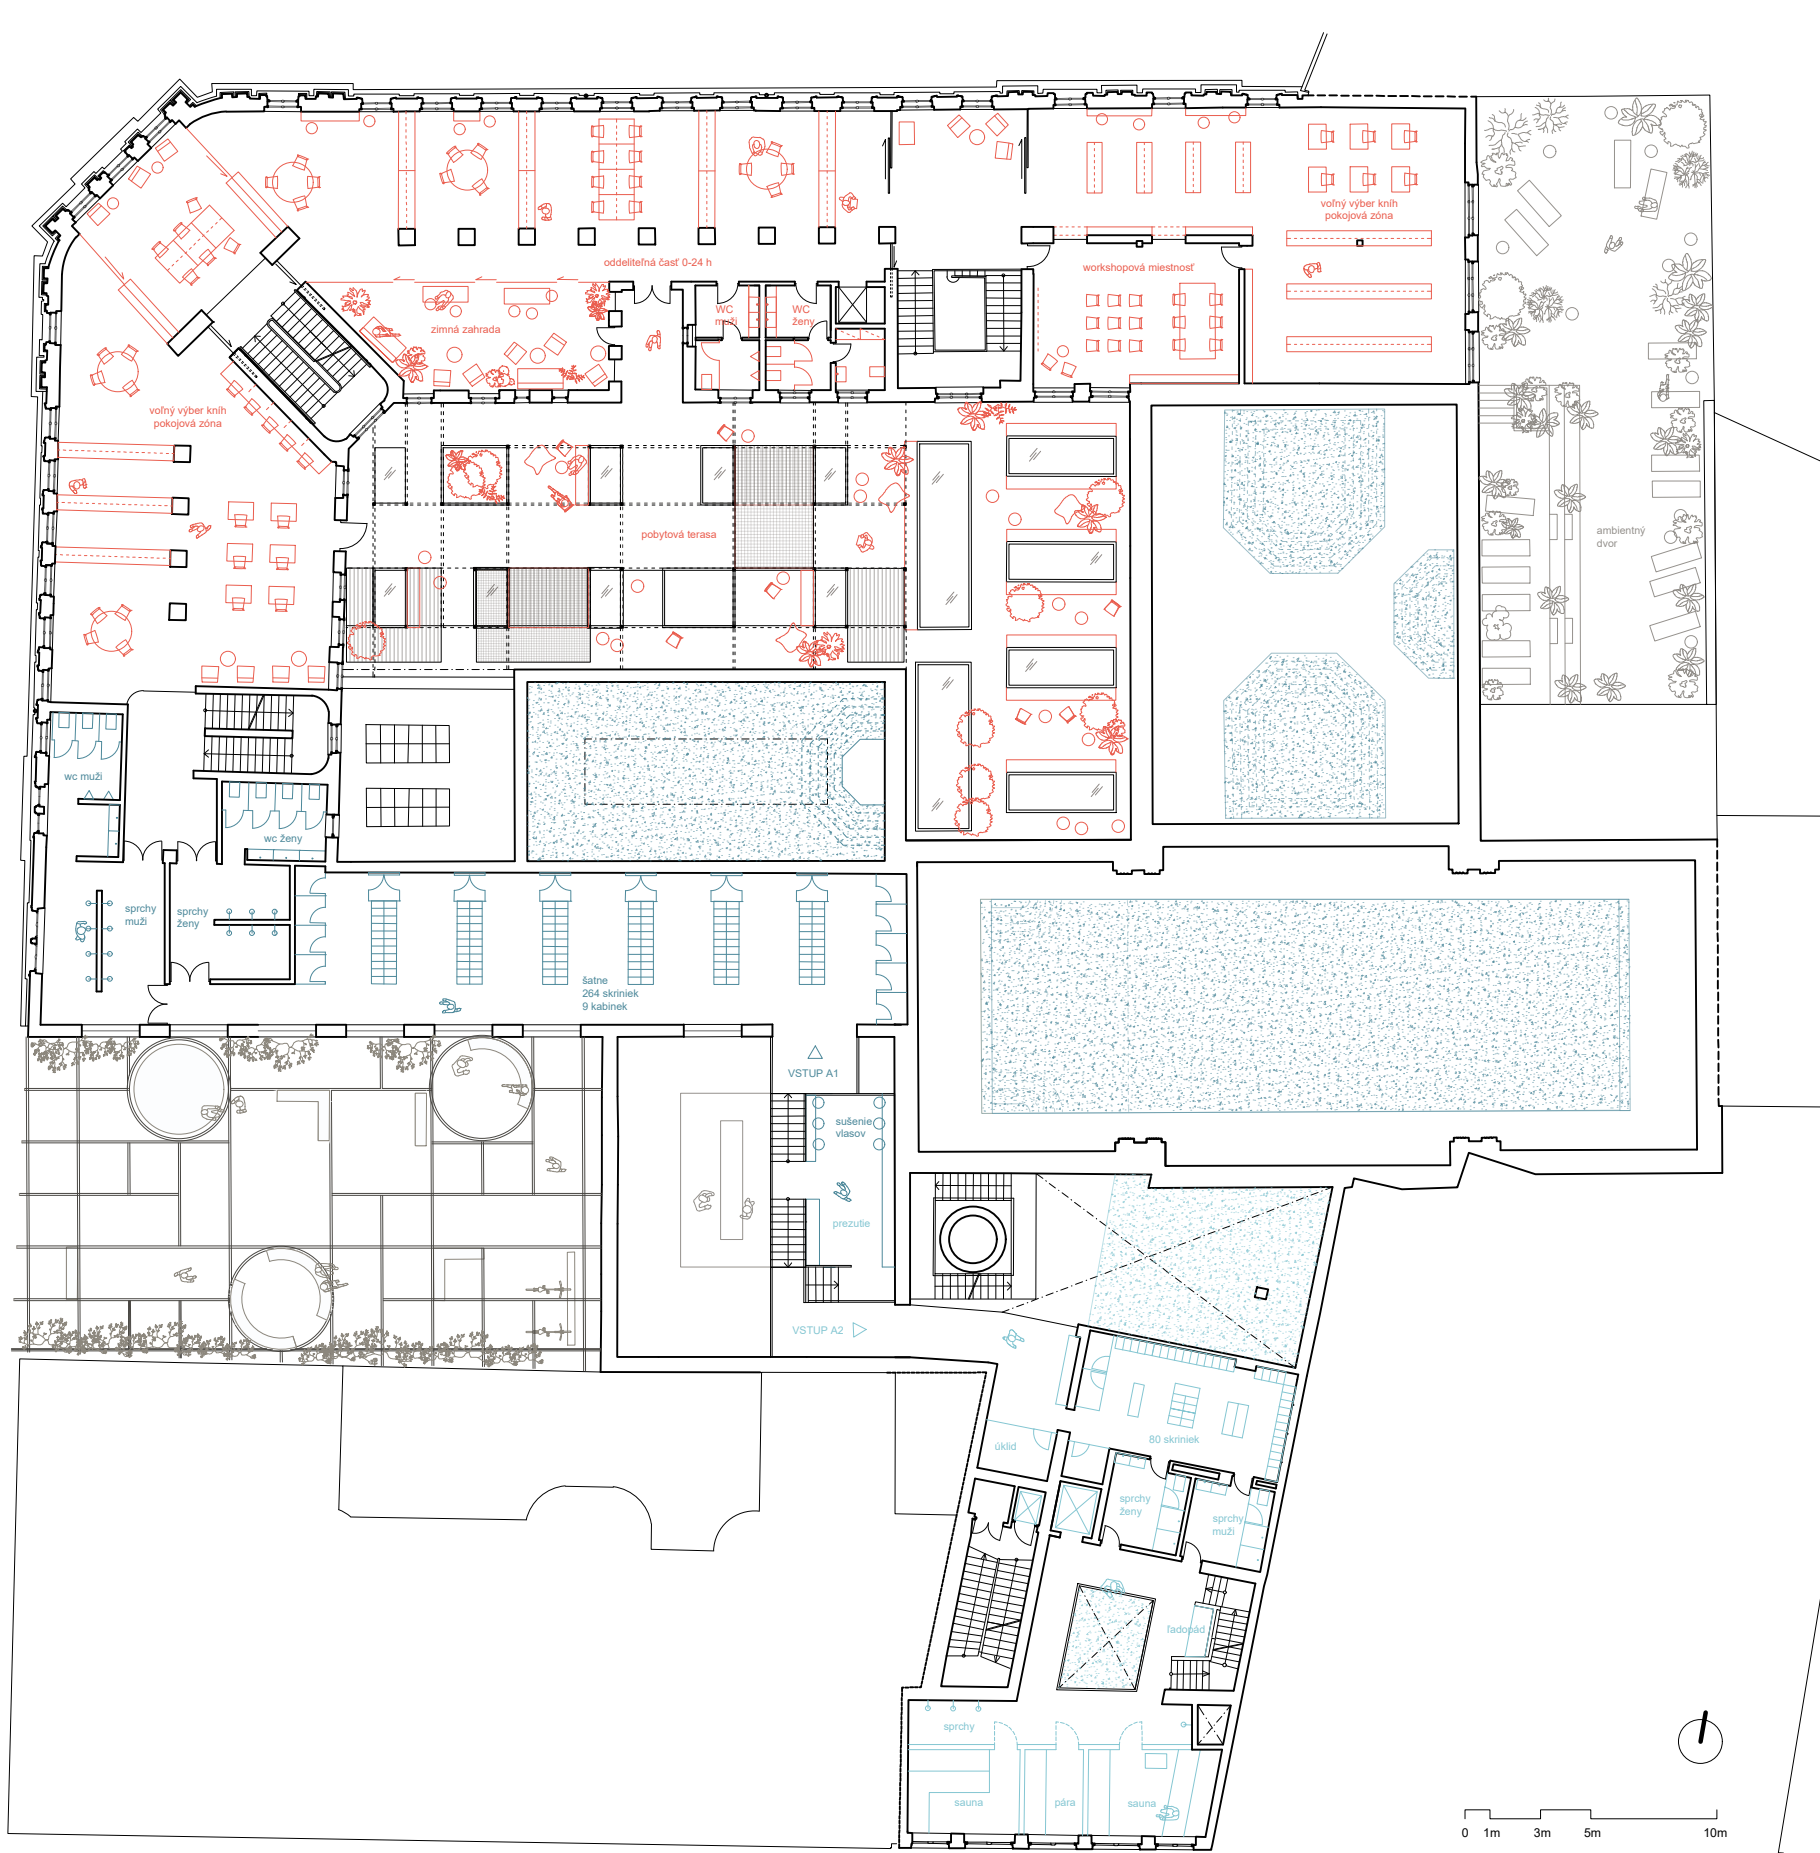 voľný výber kníh
pokojová zóna
oddeliteľná časť 0-24 h
workshopová miestnosť
WC
muži
WC
ženy
zimná zahrada
voľný výber kníh
pokojová zóna
pobytová terasa
ambientný
dvor
wc muži
wc ženy
sprchy
muži
sprchy
ženy
šatne
264 skriniek
9 kabinek
VSTUP A1
sušenie
vlasov
prezutie
VSTUP A2
úklid
80 skriniek
sprchy
ženy
sprchy
muži
ľadopád
sprchy
sauna
pára
sauna
0 1m 3m 5m 10m